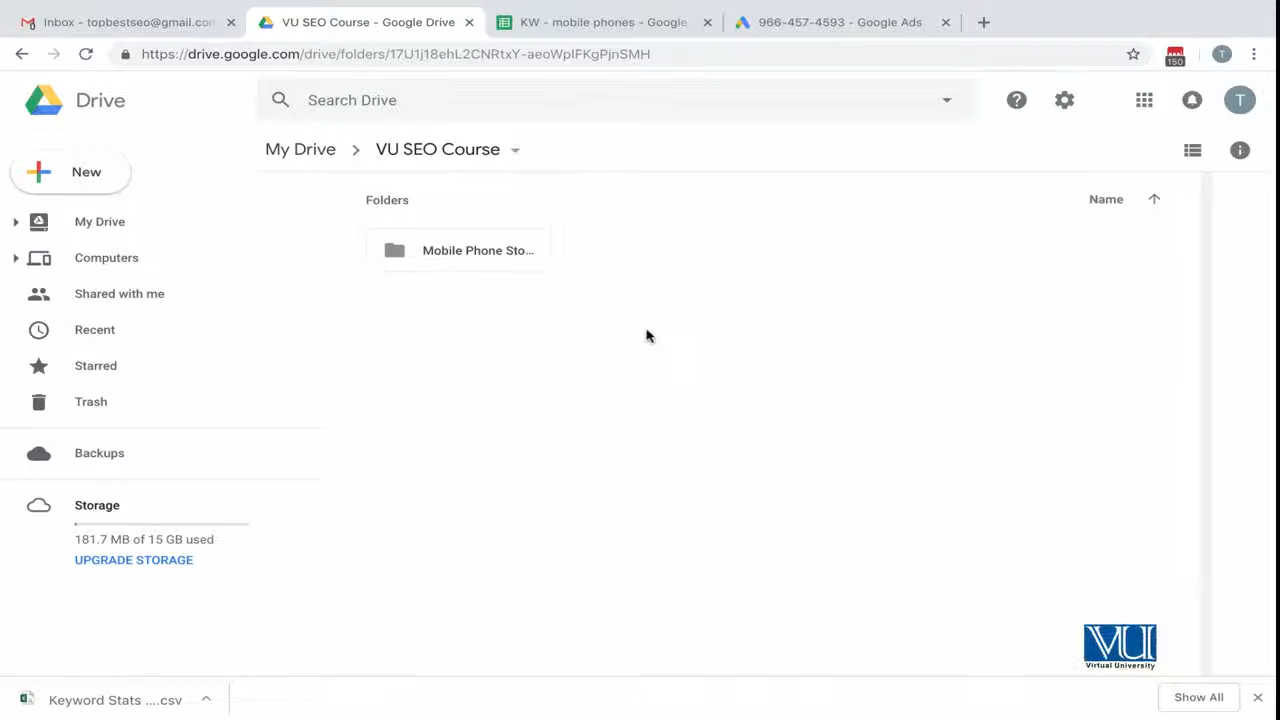 Inbox - topbestseo@gmail.com
VU SEO Course - Google Drive
KW - mobile phones - Google
966-457-4593 - Google Ads
https://drive.google.com/drive/folders/17U1j18ehL2CNRtxY-aeoWpIFKgPjnSMH
150
T
Drive
Search Drive
T
My Drive > VU SEO Course
New
Folders
Name
My Drive
Mobile Phone Sto...
Computers
Shared with me
Recent
Starred
Trash
Backups
Storage
181.7 MB of 15 GB used
UPGRADE STORAGE
VU
Virtual University
Keyword Stats ....csv
Show All